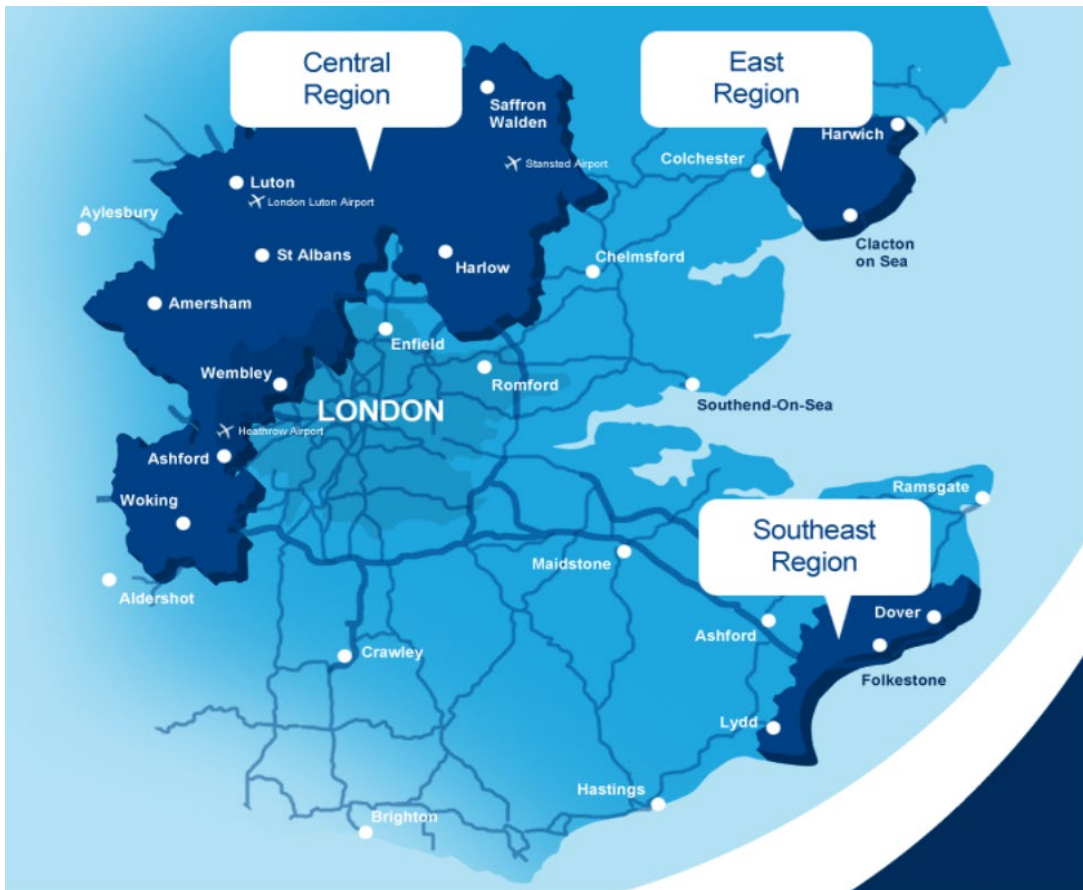 Central
Region
East
Region
Saffron
Walden
Harwich
Stansted Airport
Colchester
Luton
London Luton Airport
Aylesbury
St Albans
Harlow
Clacton
on Sea
Chelmsford
Amersham
Enfield
Wembley
Romford
LONDON
Southend-On-Sea
Heathrow Airport
Ashford
Ramsgate
Woking
Southeast
Region
Maidstone
Aldershot
Dover
Ashford
Crawley
Folkestone
Lydd
Hastings
Brighton